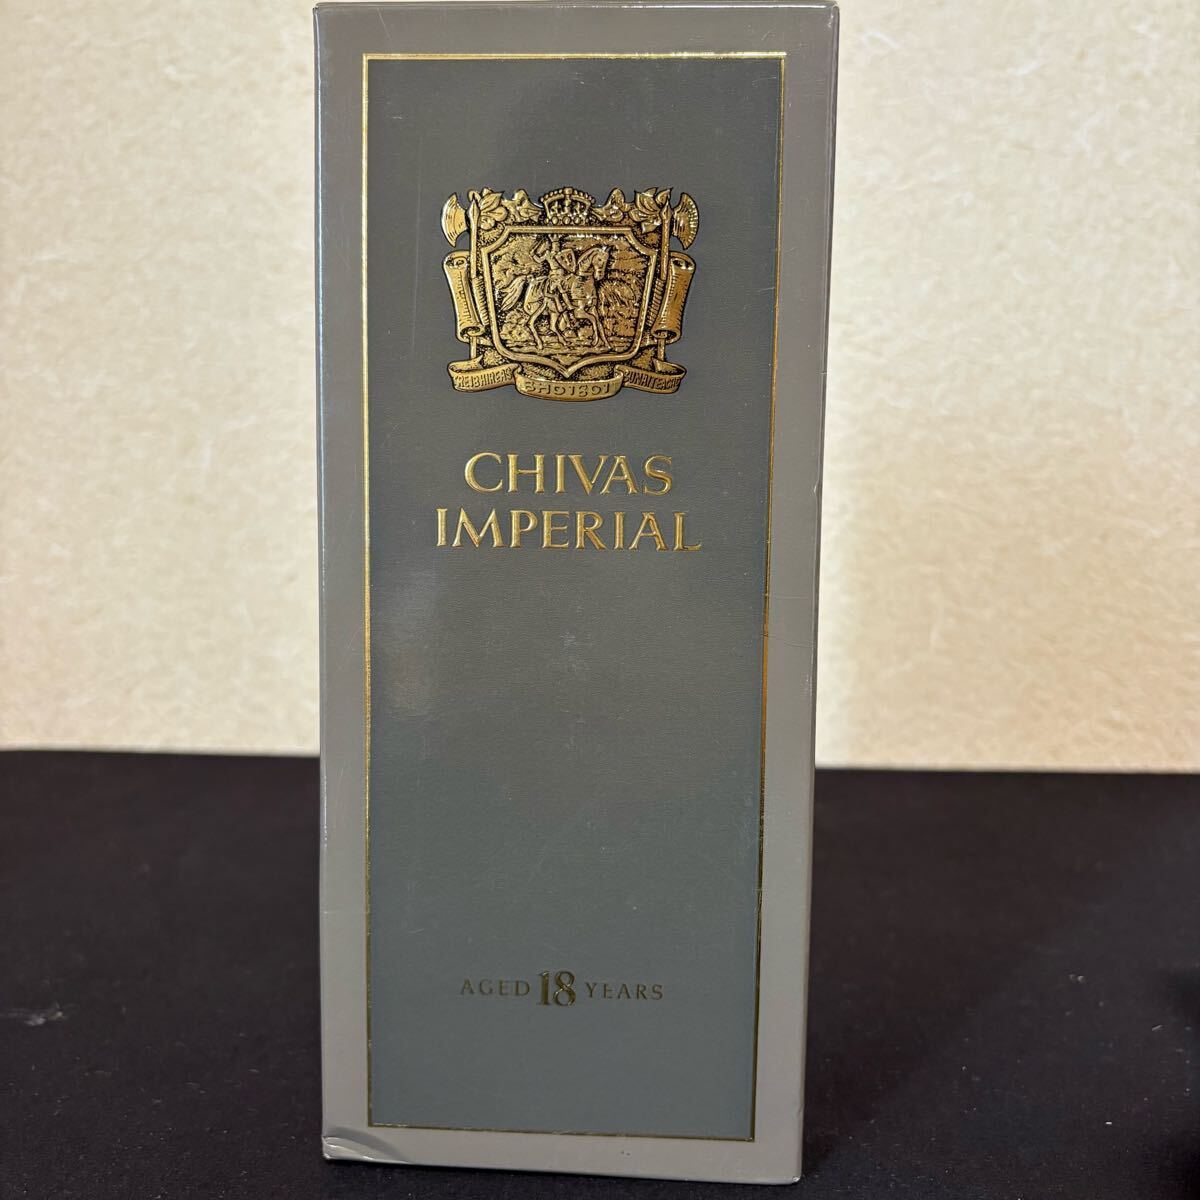 CHIVAS
IMPERIAL
AGED 18 YEARS